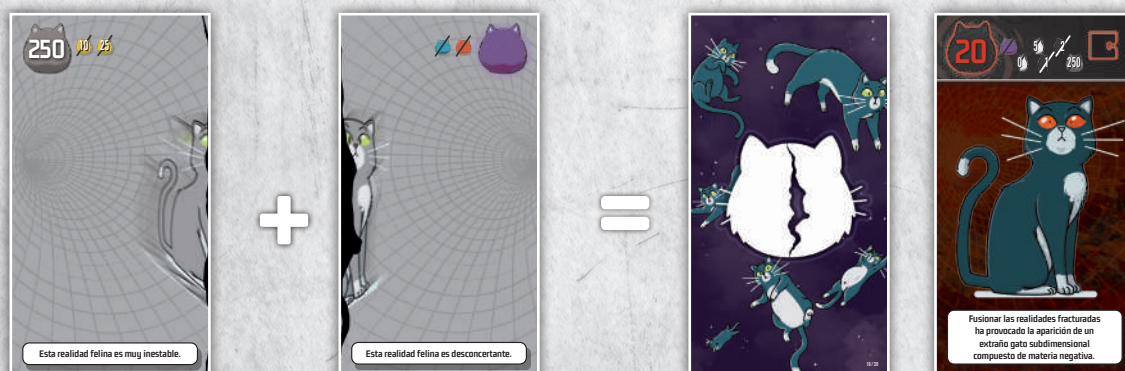 250 10 25
Esta realidad felina es muy inestable.
+
Esta realidad felina es desconcertante.
=
20 0 5 1 2 250
Fusionar las realidades fracturadas
ha provocado la aparición de un
extraño gato subdimensional
compuesto de materia negativa.